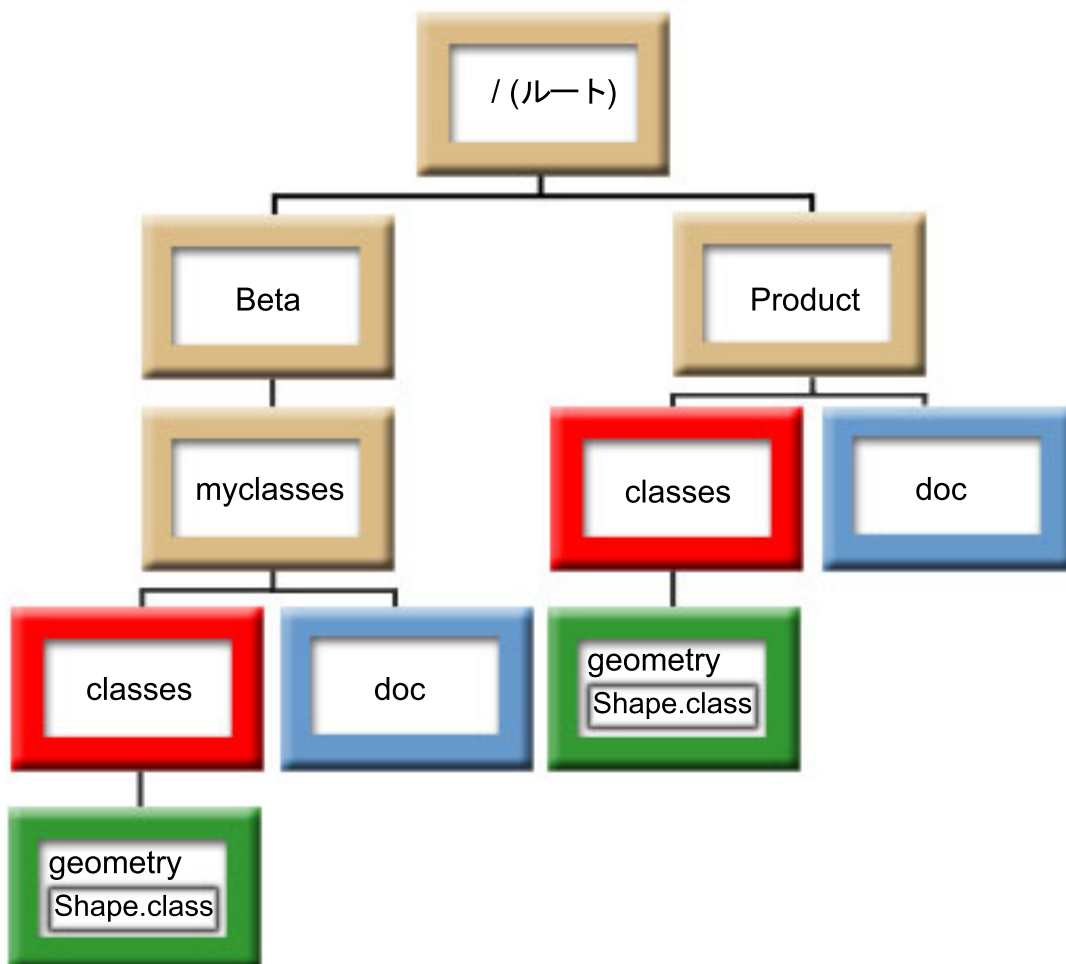 / (ルート)
Beta
Product
myclasses
classes
doc
classes
doc
geometry
Shape.class
geometry
Shape.class